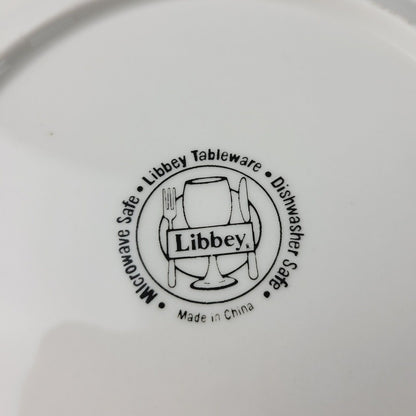 • Microwave Safe • Libbey Tableware • Dishwasher Safe •
Libbey
Made in China